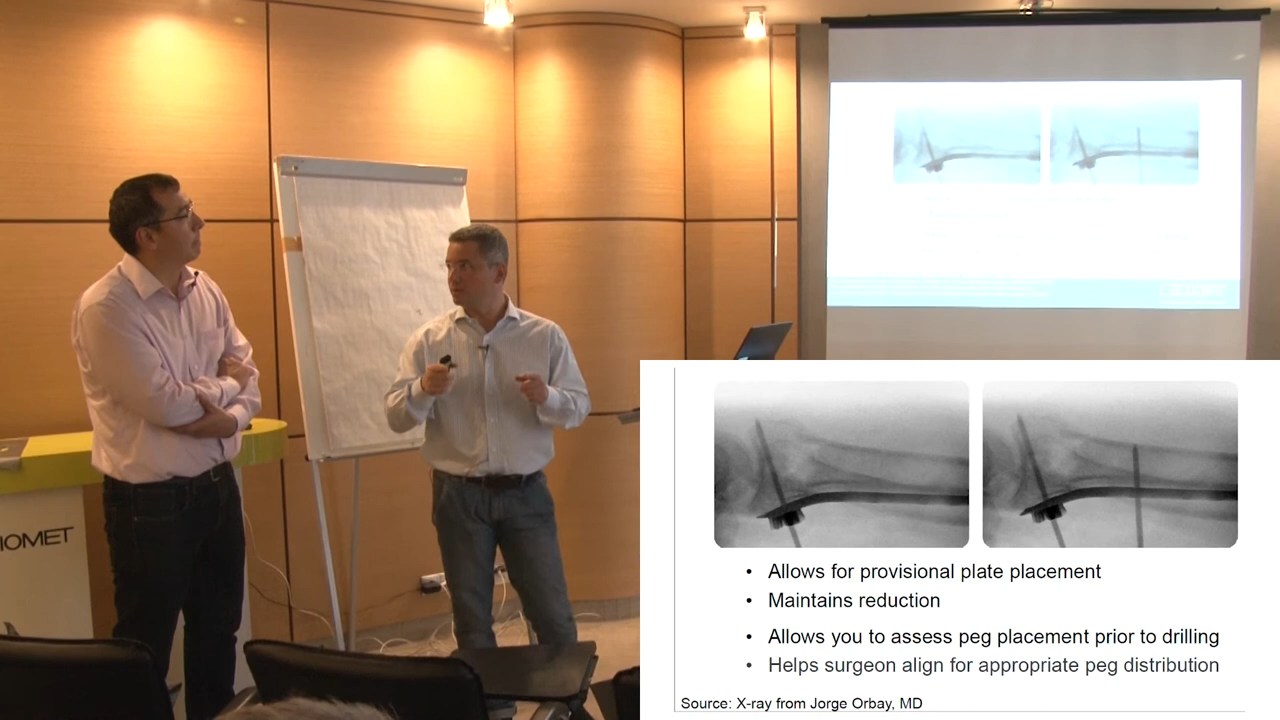 IOMET
• Allows for provisional plate placement
• Maintains reduction
• Allows you to assess peg placement prior to drilling
• Helps surgeon align for appropriate peg distribution
Source: X-ray from Jorge Orbay, MD